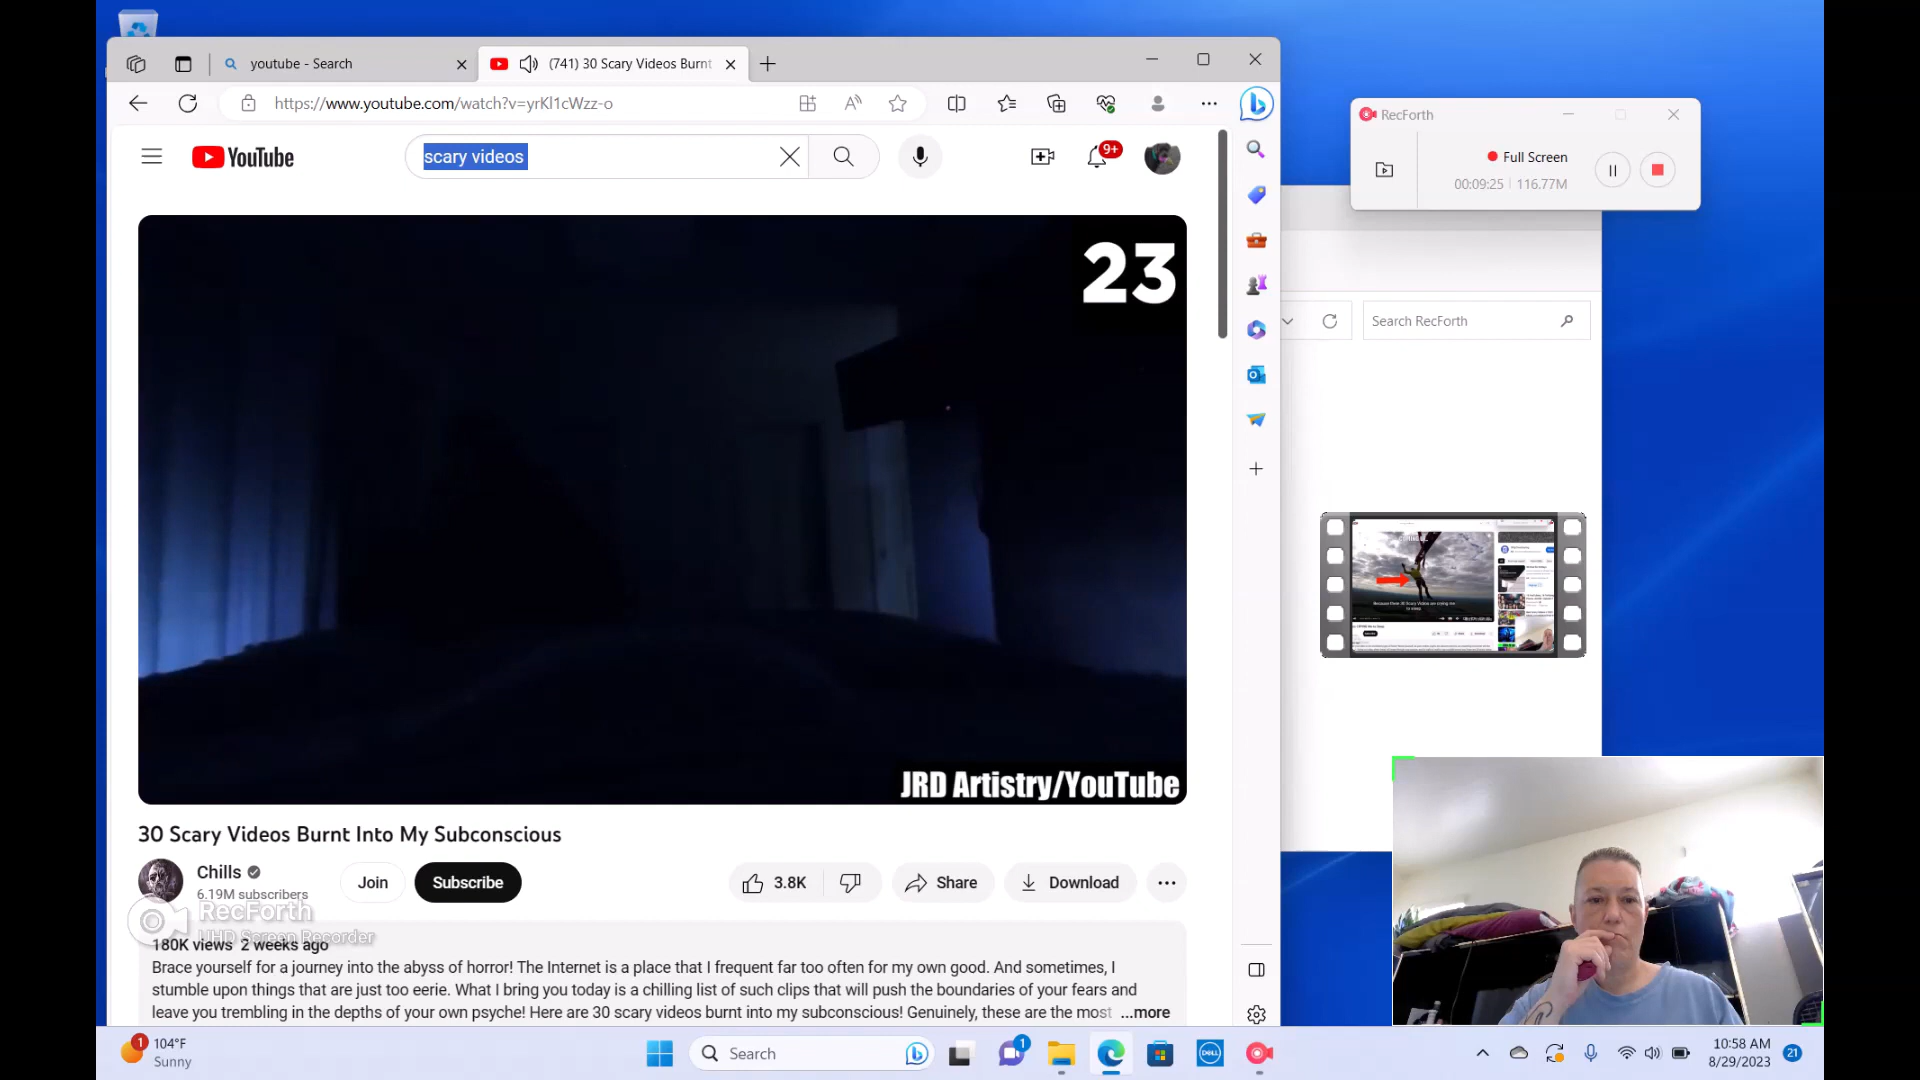 youtube - Search
(741) 30 Scary Videos Burnt
https://www.youtube.com/watch?v=yrKl1cWzz-o
YouTube
scary videos
9+
23
JRD Artistry/YouTube
30 Scary Videos Burnt Into My Subconscious
Chills
6.19M subscribers
Join
Subscribe
3.8K
Share
Download
RecForth
UHD Screen Recorder
180K views 2 weeks ago
Brace yourself for a journey into the abyss of horror! The Internet is a place that I frequent far too often for my own good. And sometimes, I
stumble upon things that are just too eerie. What I bring you today is a chilling list of such clips that will push the boundaries of your fears and
leave you trembling in the depths of your own psyche! Here are 30 scary videos burnt into my subconscious! Genuinely, these are the most ...more
RecForth
Full Screen
00:09:25 | 116.77M
Search RecForth
1
104°F
Sunny
Search
1
DELL
10:58 AM
8/29/2023
21